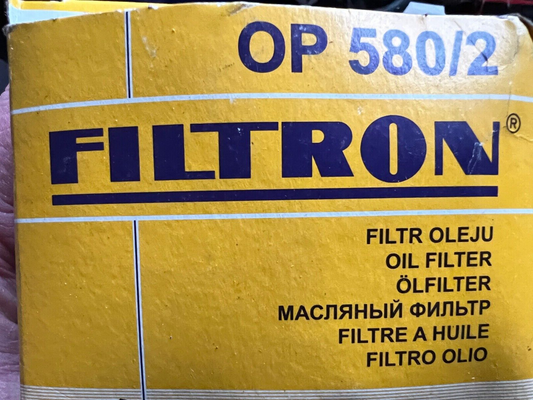 OP 580/2
FILTRON®
FILTR OLEJU
OIL FILTER
ÖLFILTER
МАСЛЯНЫЙ ФИЛЬТР
FILTRE A HUILE
FILTRO OLIO